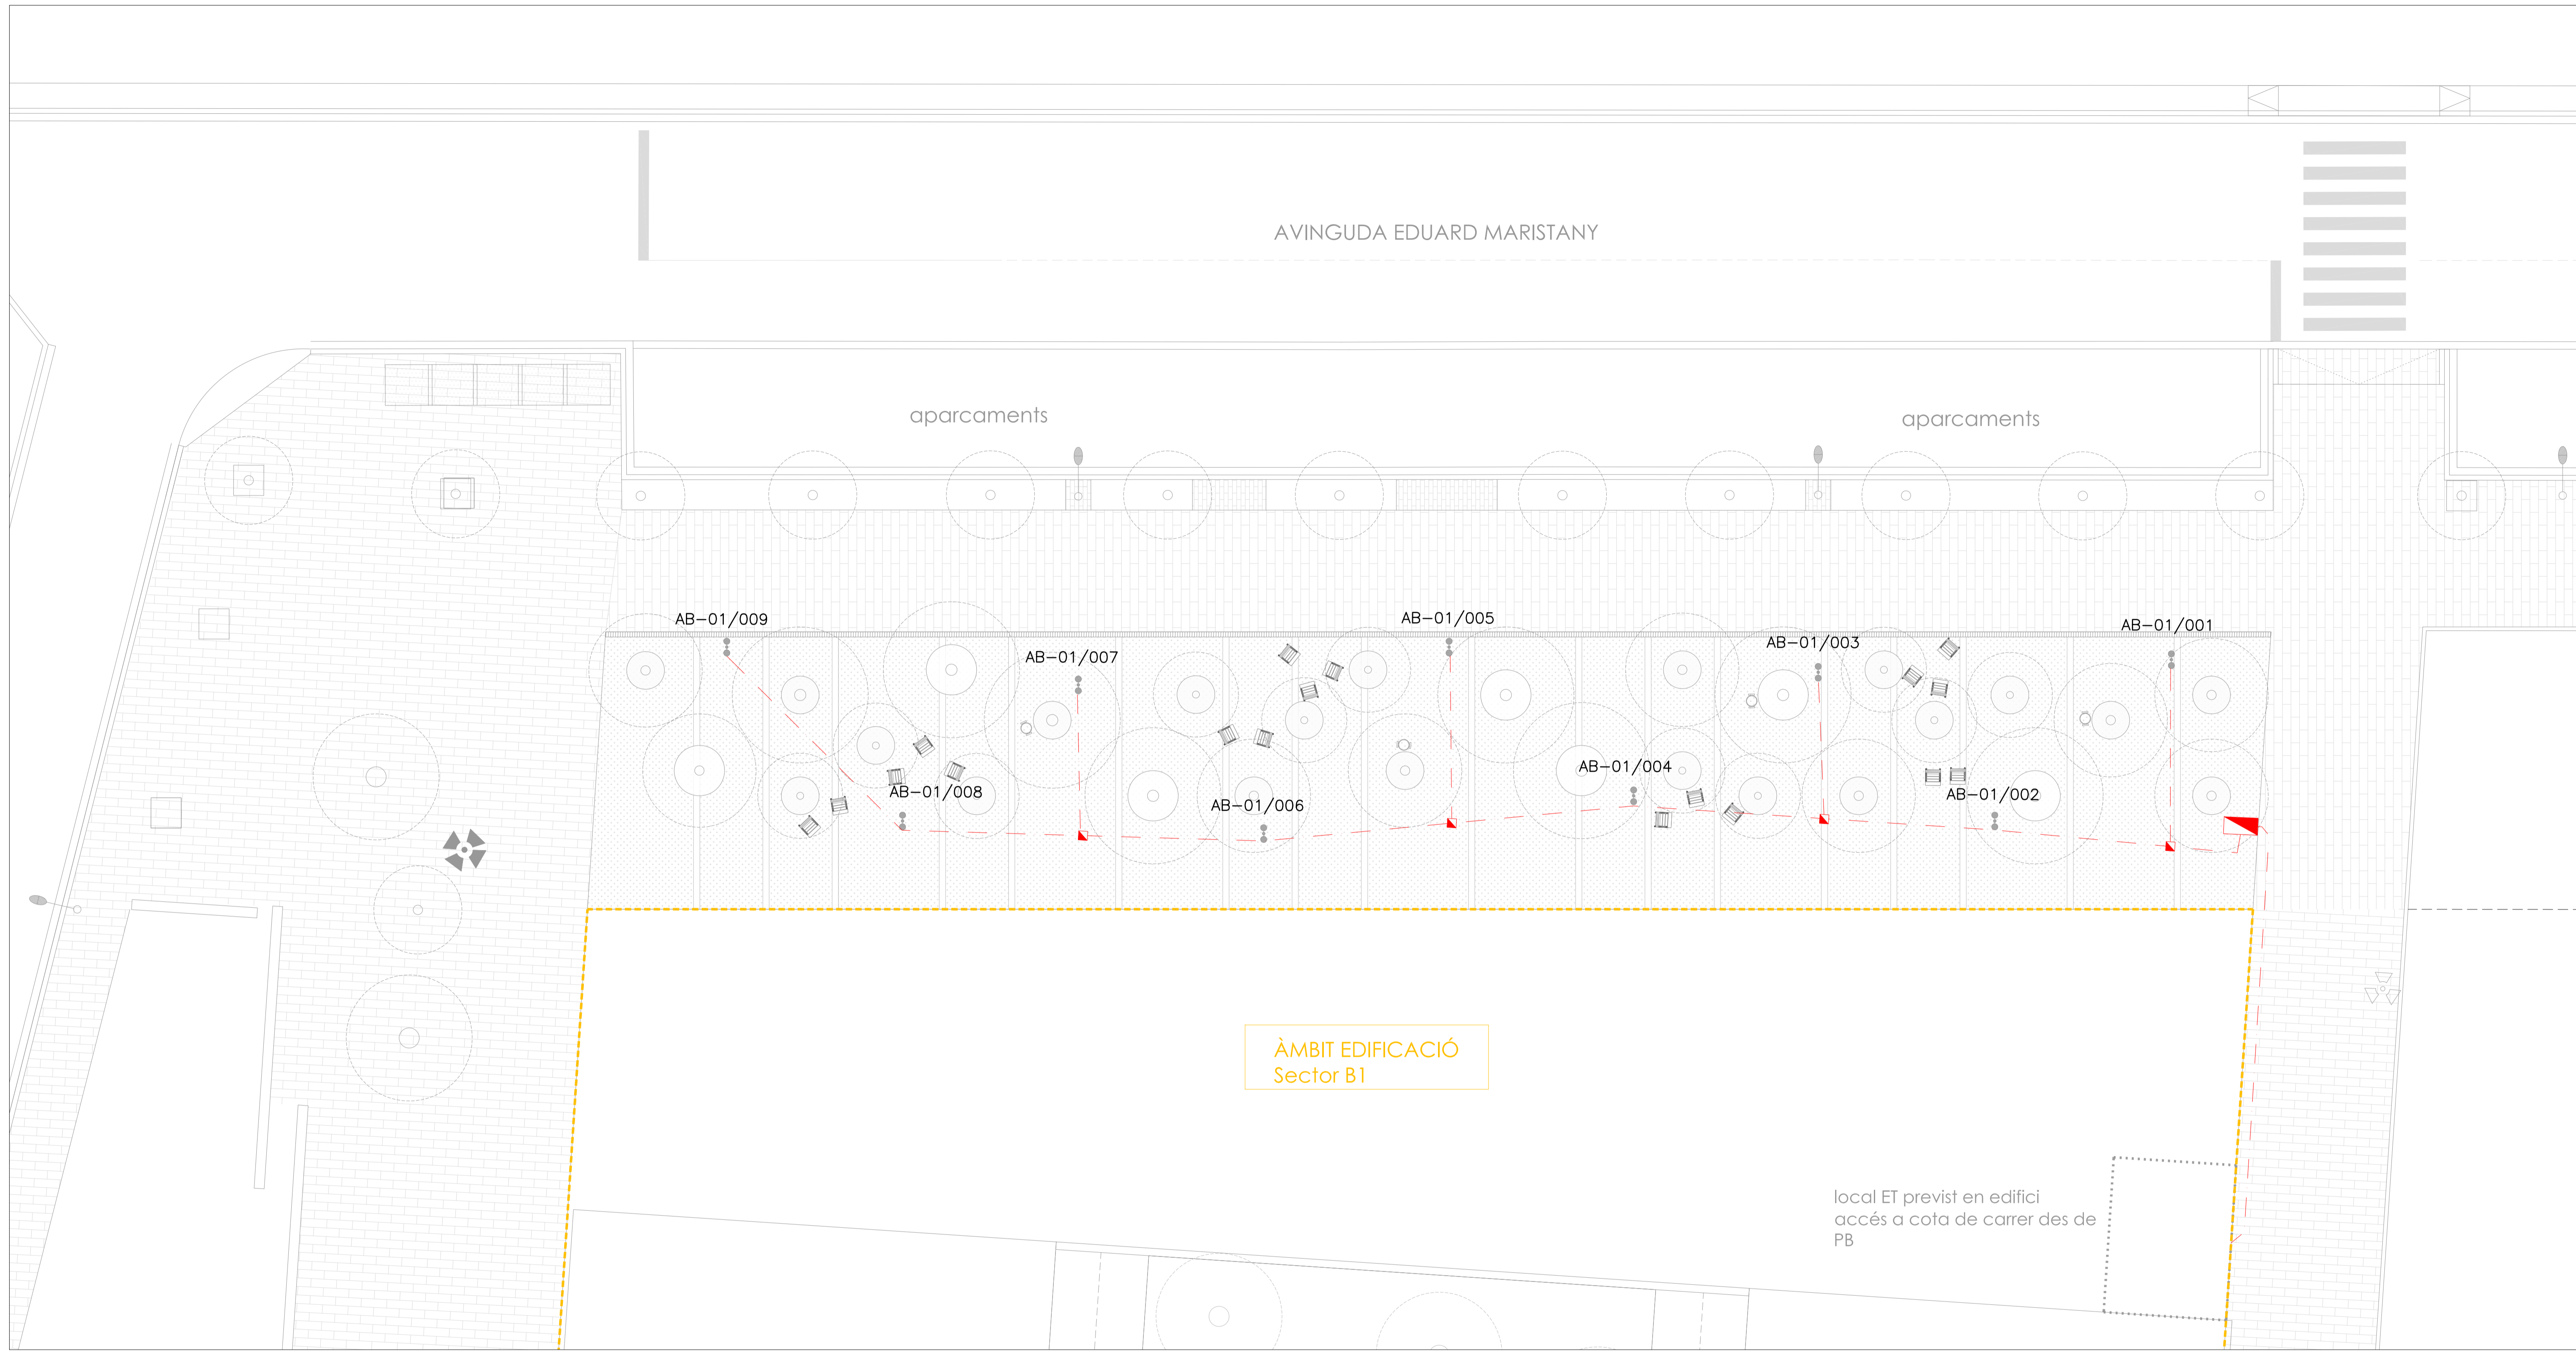 AVINGUDA EDUARD MARISTANY
aparcaments
aparcaments
AB-01/009
AB-01/005
AB-01/001
AB-01/003
AB-01/007
AB-01/004
AB-01/008
AB-01/002
AB-01/006
ÀMBIT EDIFICACIÓ
Sector B1
local ET previst en edifici
accés a cota de carrer des de
PB